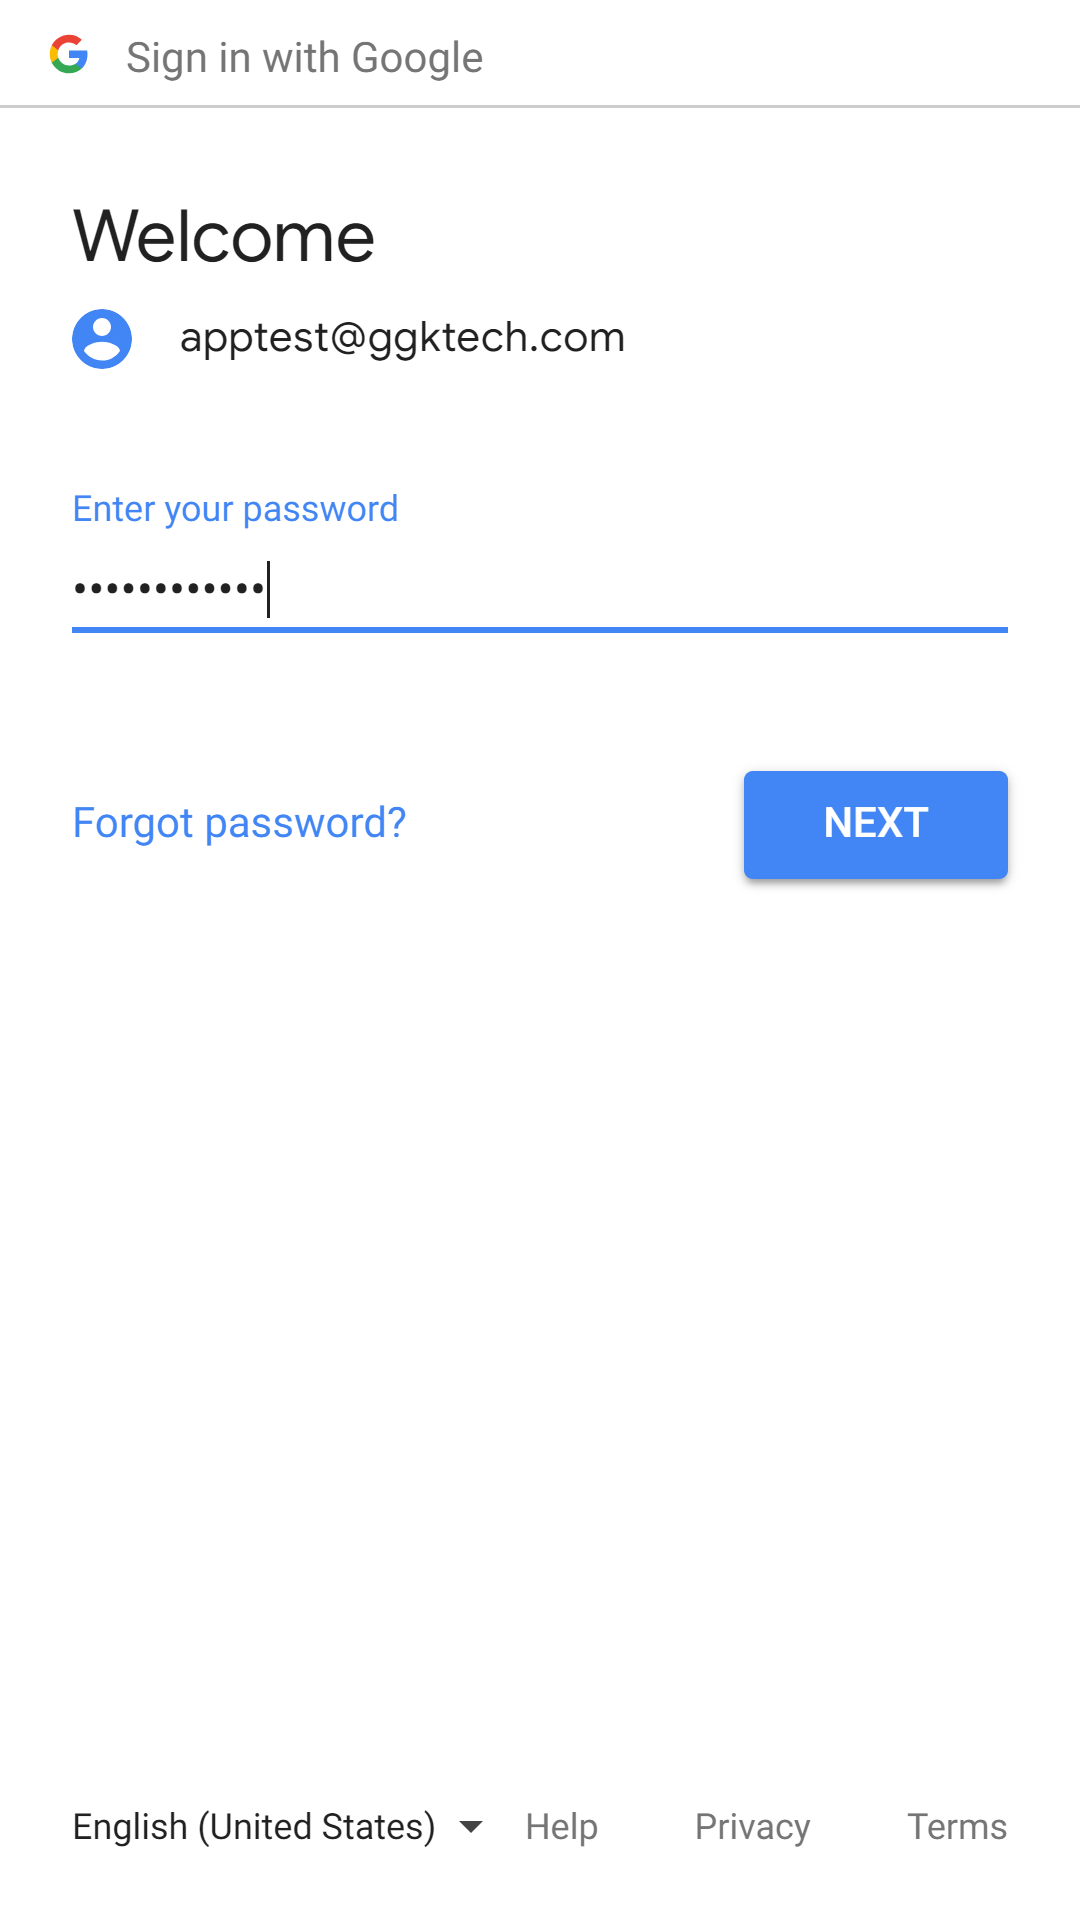 Sign in with Google
Welcome
apptest@ggktech.com
Enter your password
••••••••••••
Forgot password?
NEXT
English (United States) Help Privacy Terms